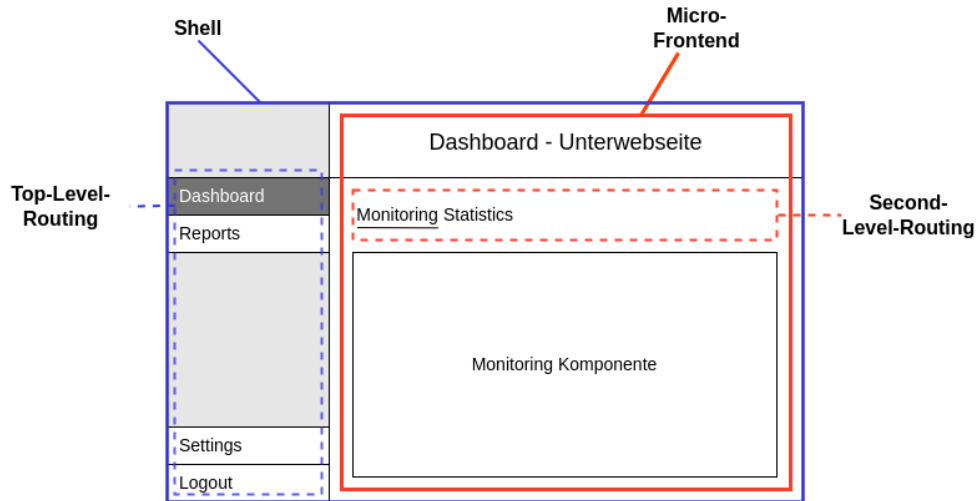 Shell
Micro-
Frontend
Dashboard - Unterwebseite
Top-Level-
Routing
Dashboard
Reports
Settings
Logout
Monitoring Statistics
Second-
Level-Routing
Monitoring Komponente